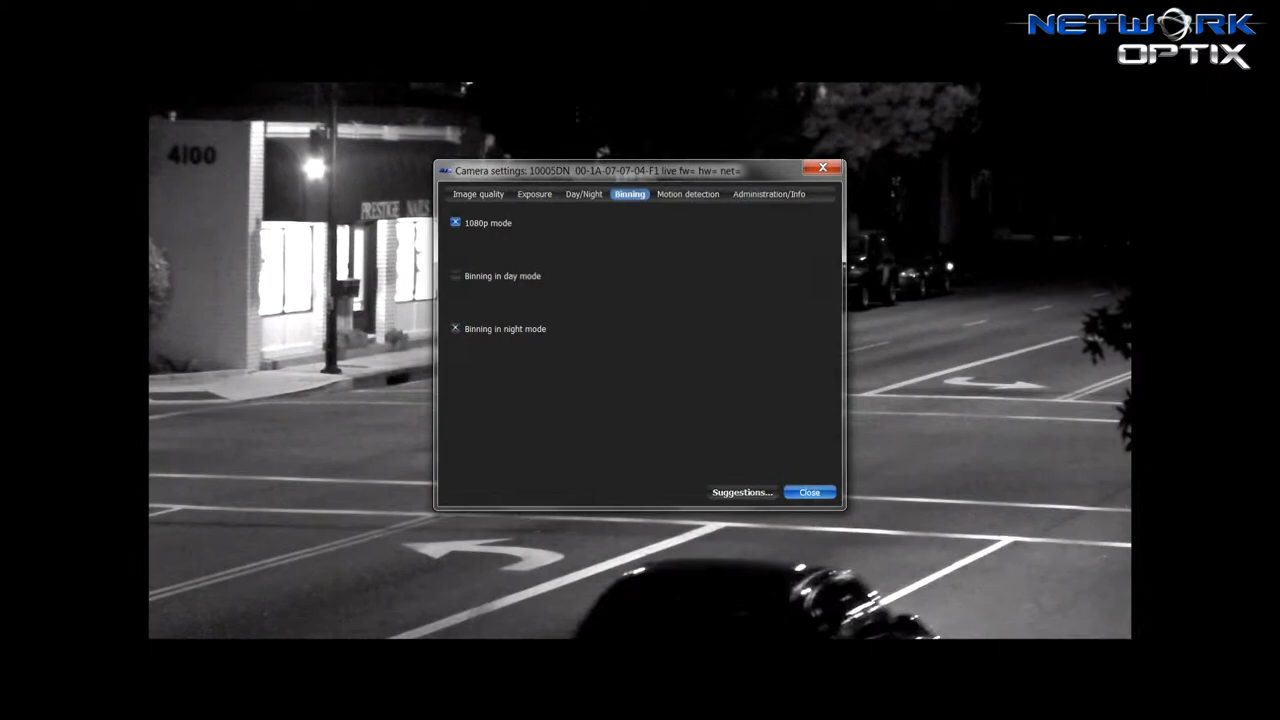 NETWORK
OPTIX
4100
PRESTIGE NAILS
Camera settings: 10005DN 00-1A-07-07-04-F1 live fw= hw= net=
Image quality Exposure Day/Night Binning Motion detection Administration/Info
1080p mode
Binning in day mode
Binning in night mode
Suggestions... Close